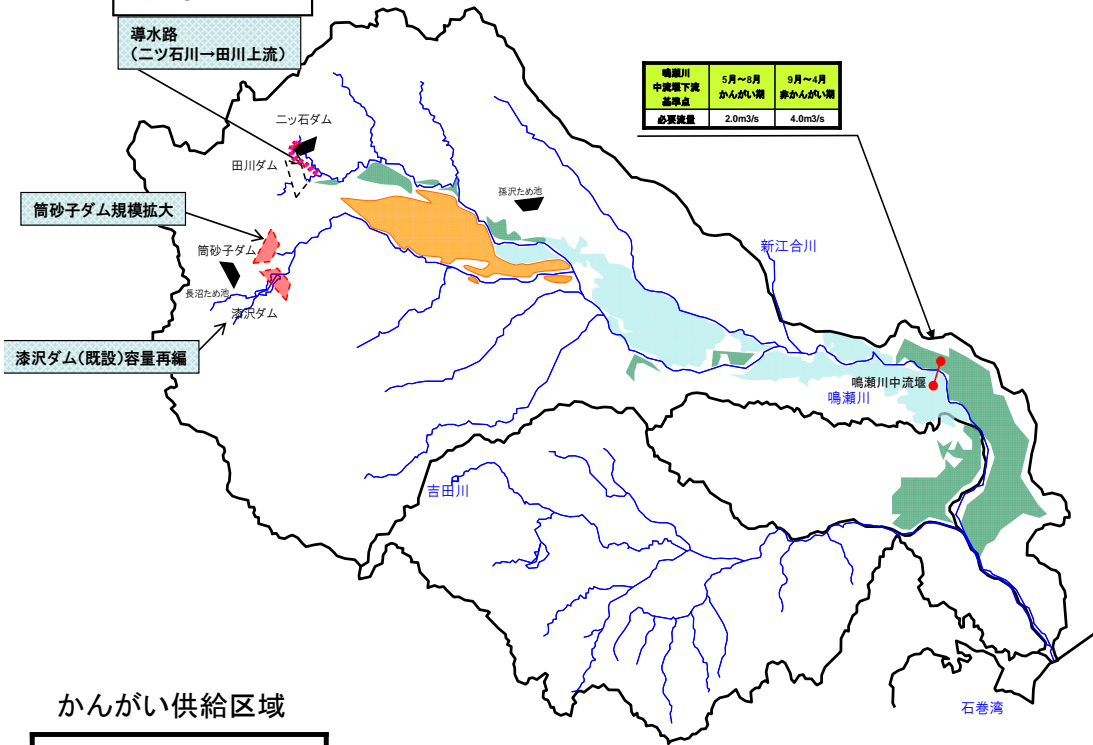 導水路
(二ツ石川→田川上流)
鳴瀬川
中流堰下流
基準点
5月～8月
かんがい期
9月～4月
非かんがい期
必要流量
2.0m3/s
4.0m3/s
二ッ石ダム
田川ダム
孫沢ため池
筒砂子ダム規模拡大
筒砂子ダム
新江合川
長沼ため池
漆沢ダム
漆沢ダム(既設)容量再編
鳴瀬川中流堰
鳴瀬川
吉田川
石巻湾
かんがい供給区域